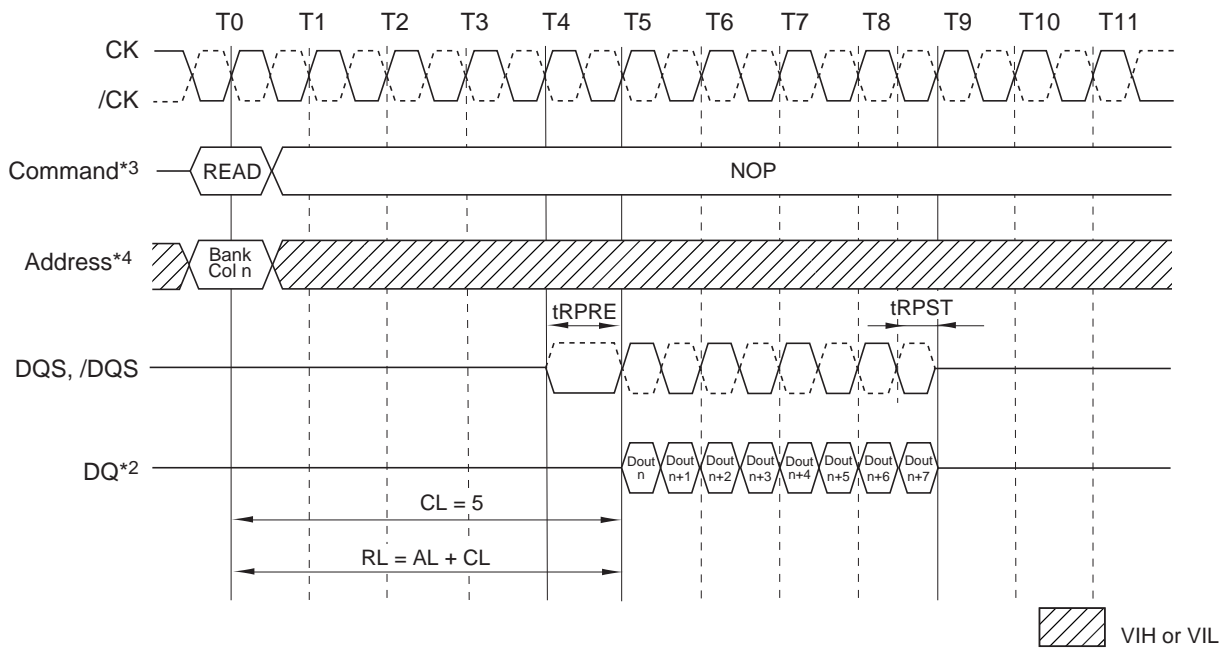 T0 T1 T2 T3 T4 T5 T6 T7 T8 T9 T10 T11
CK
/CK
Command*3 READ NOP
Address*4 Bank Col n
tRPRE tRPST
DQS, /DQS
DQ*2 Dout n Dout n+1 Dout n+2 Dout n+3 Dout n+4 Dout n+5 Dout n+6 Dout n+7
CL = 5
RL = AL + CL
VIH or VIL